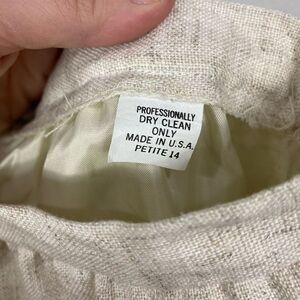 PROFESSIONALLY
DRY CLEAN
ONLY
MADE IN U.S.A.
PETITE 14